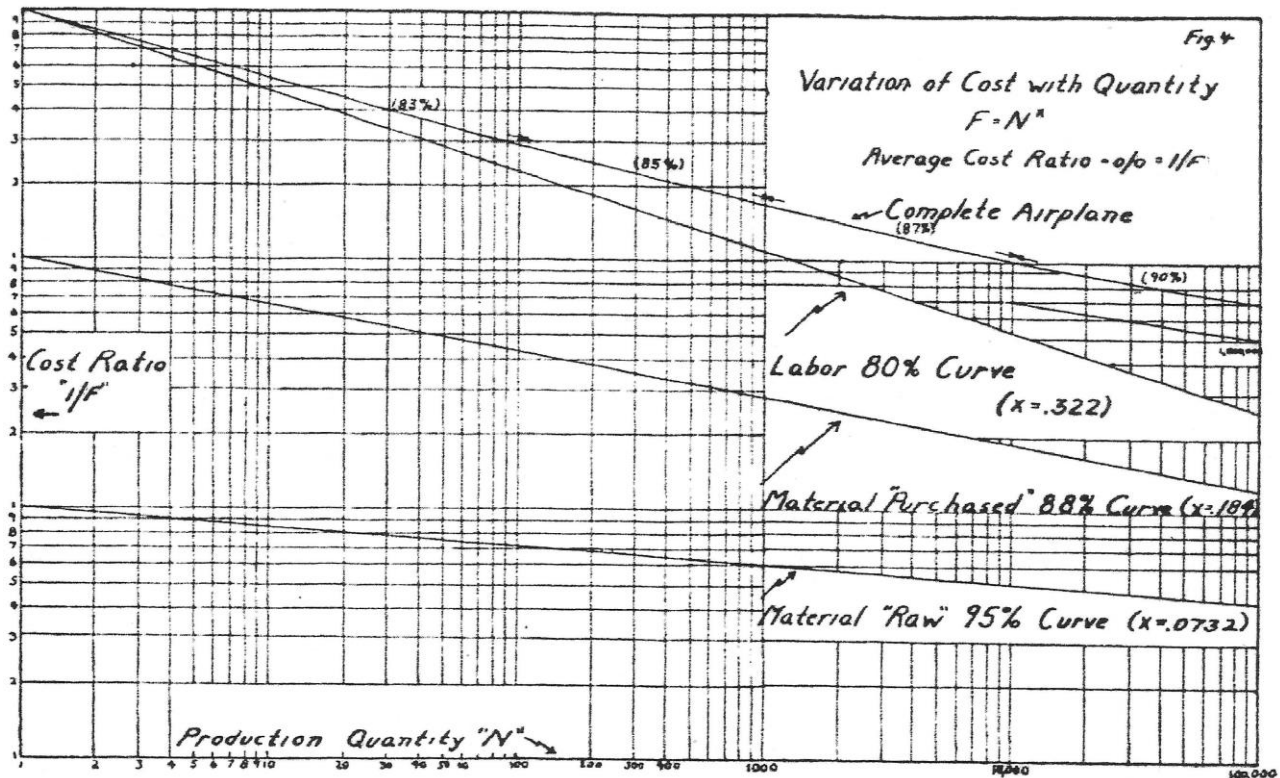 Fig 4
Variation of Cost with Quantity
F=N^x
Average Cost Ratio - o/o = 1/F
(83%)
(85%)
Complete Airplane
(87%)
(90%)
Cost Ratio
"1/F"
Labor 80% Curve
(x=.322)
Material "Purchased" 88% Curve (x=.184
Material "Raw" 95% Curve (x=.0732)
Production Quantity "N"
1 2 3 4 5 6 7 8 9 10 20 30 40 50 100 200 300 400 1000 10,000 100,000